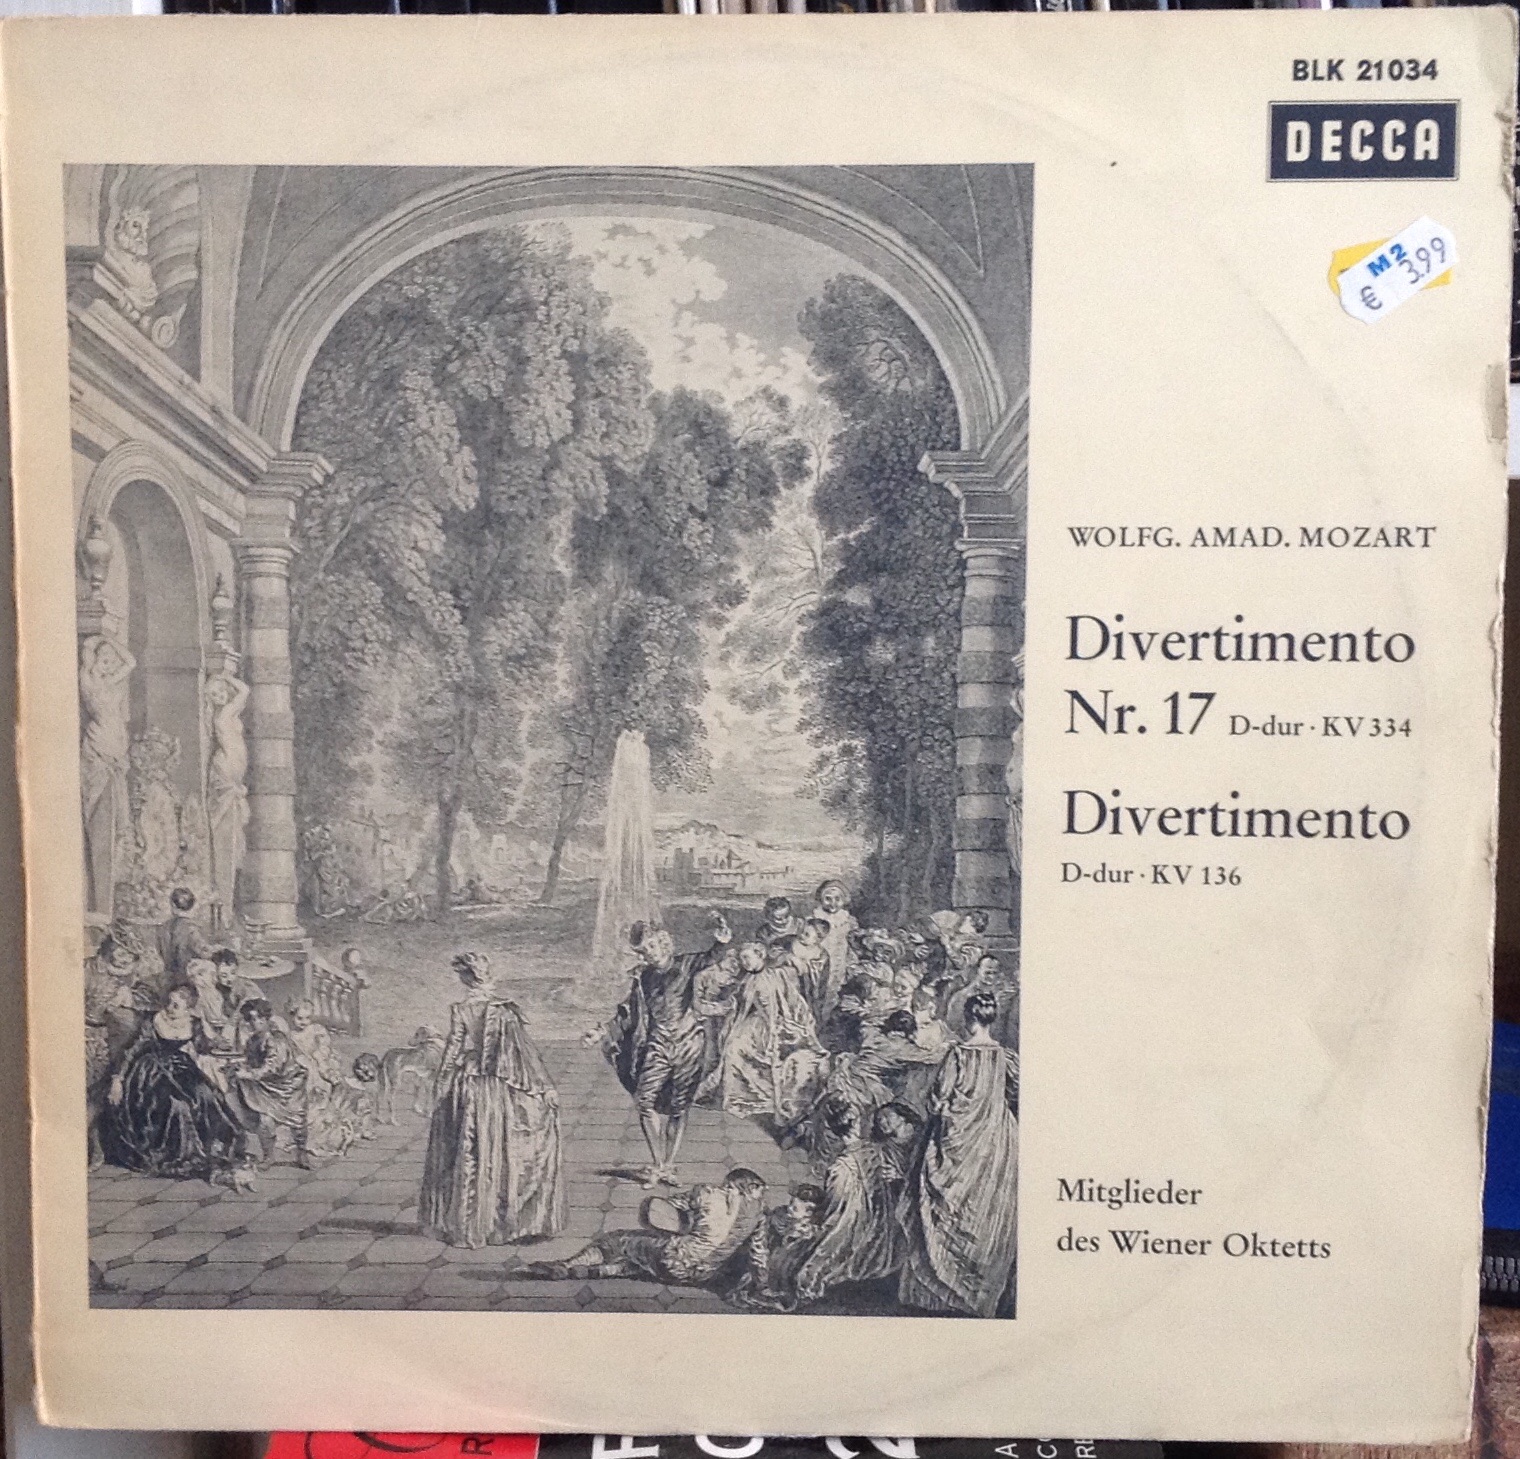 BLK 21034
DECCA
M2
€ 3.99
WOLFG. AMAD. MOZART
Divertimento
Nr. 17 D-dur · KV 334
Divertimento
D-dur · KV 136
Mitglieder
des Wiener Oktetts